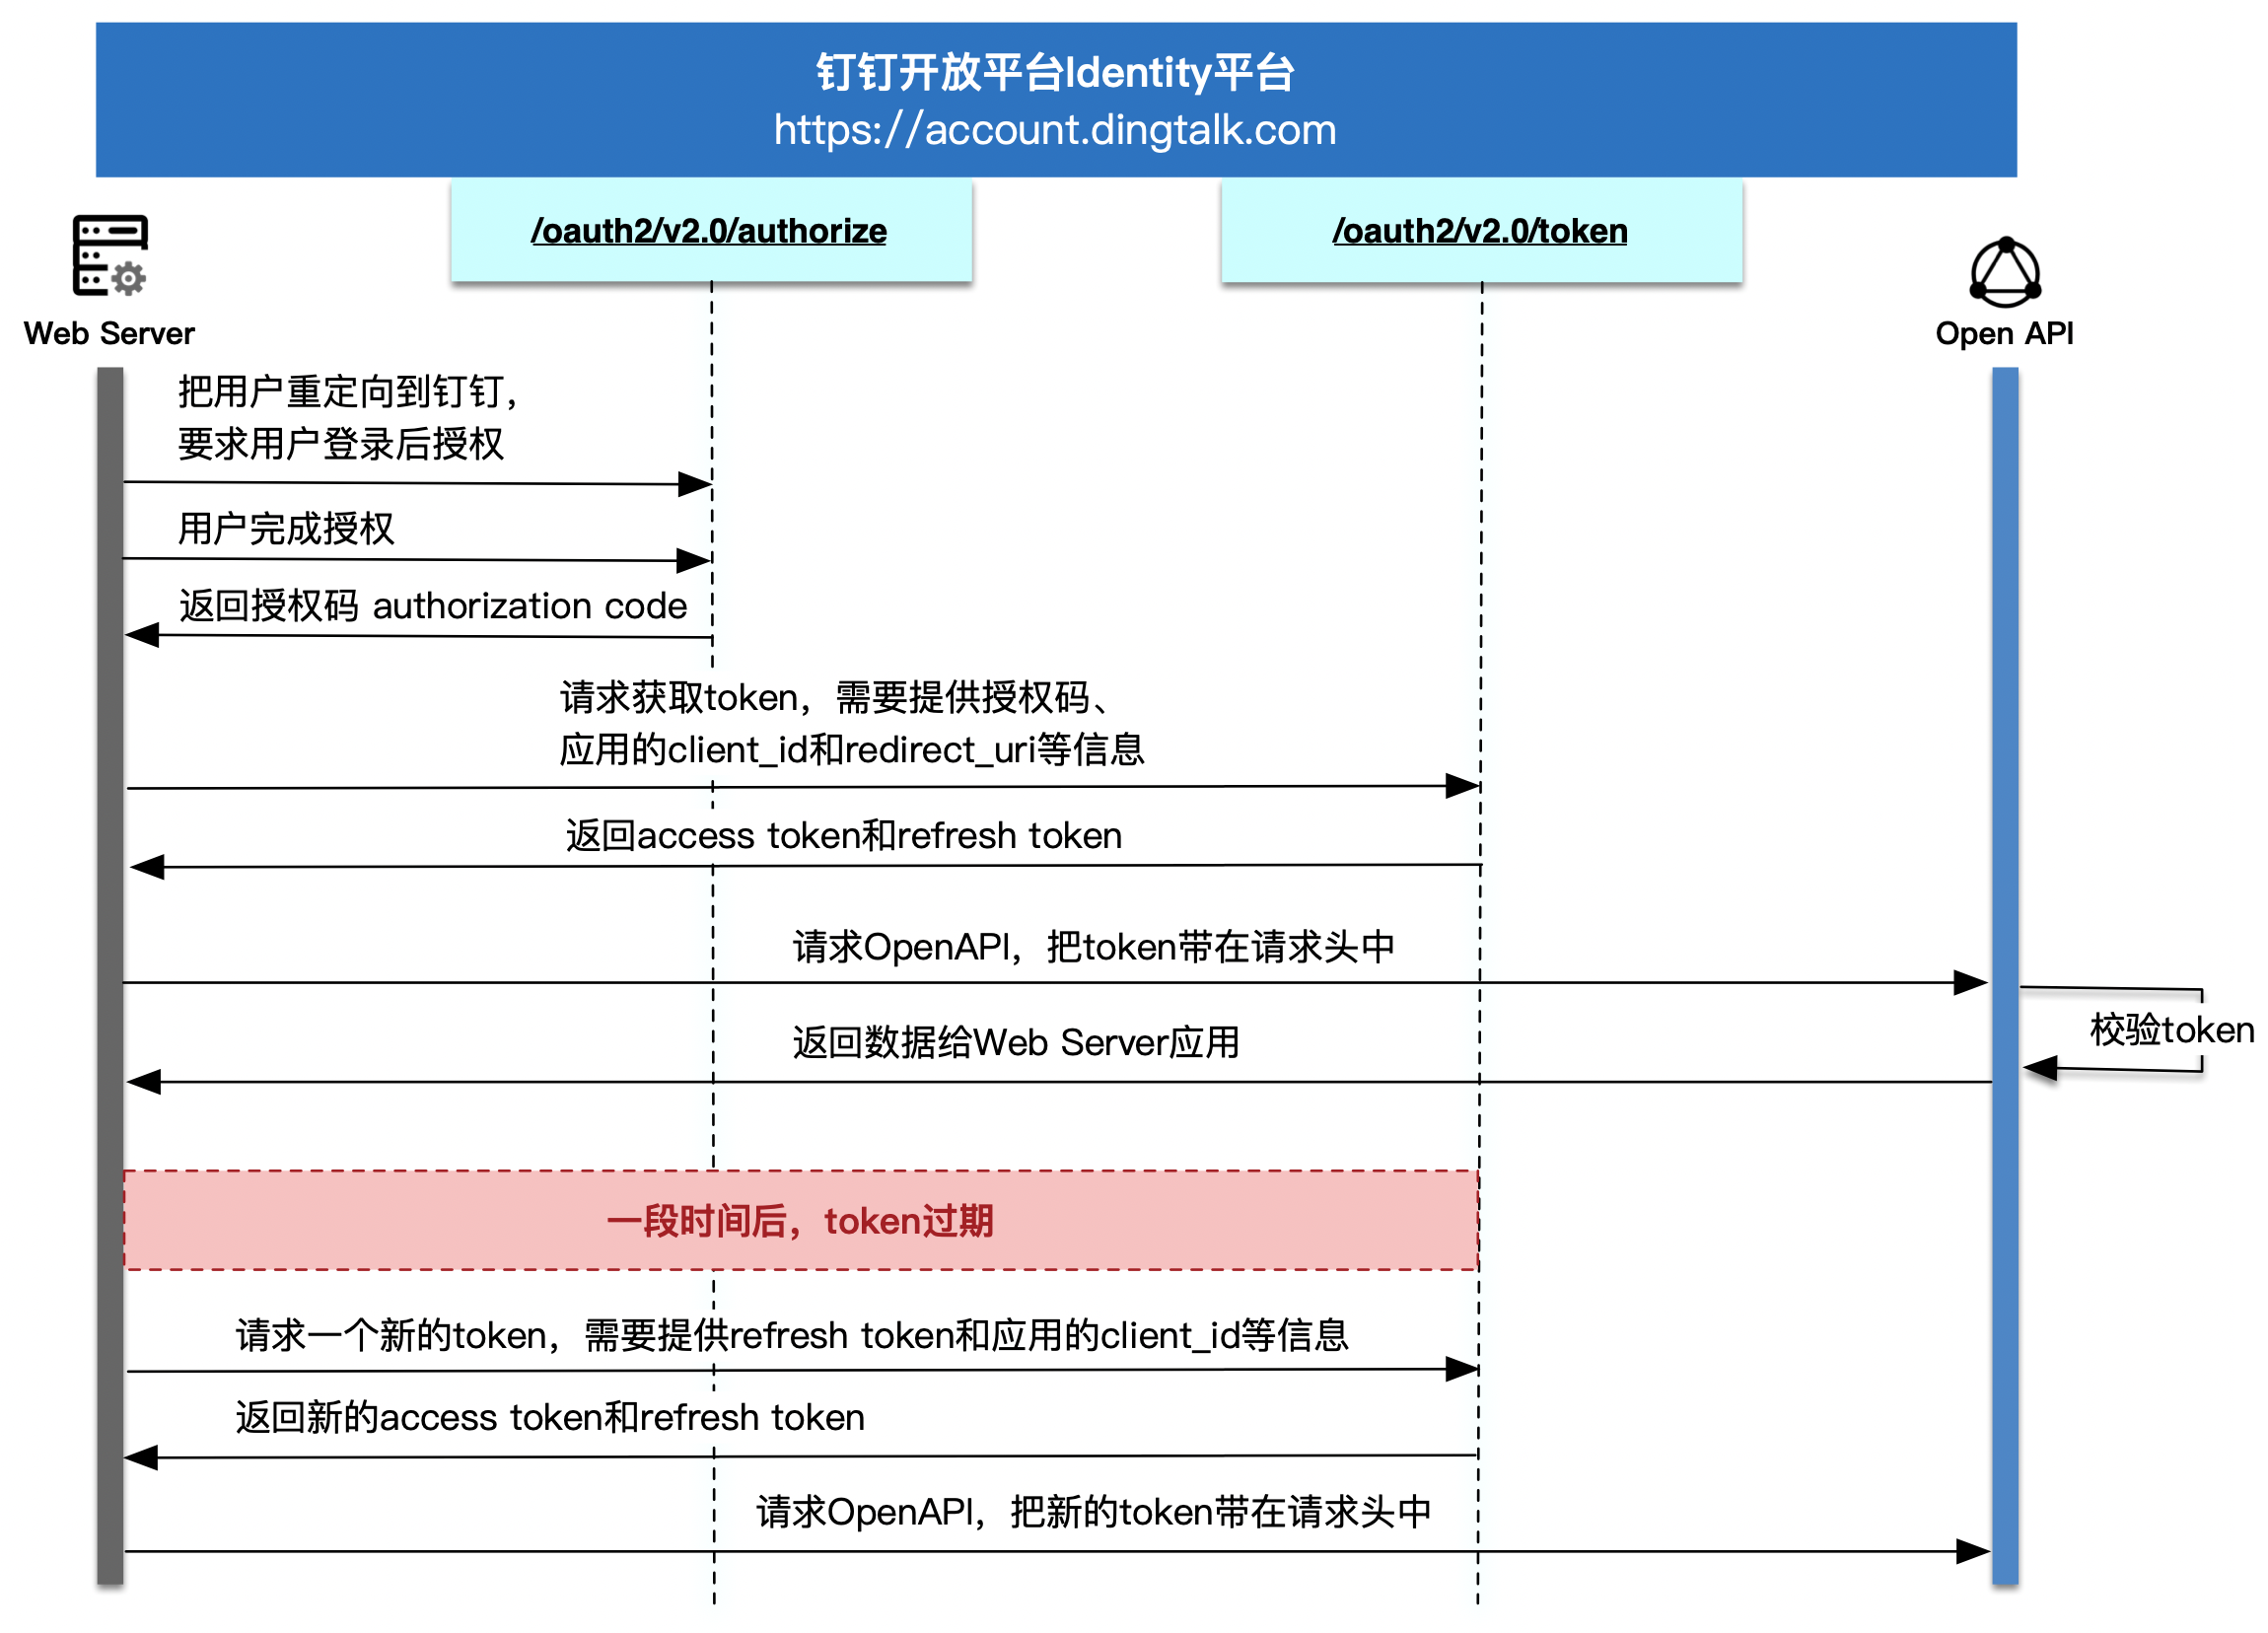 钉钉开放平台Identity平台
https://account.dingtalk.com
/oauth2/v2.0/authorize
/oauth2/v2.0/token
Web Server
Open API
把用户重定向到钉钉，
要求用户登录后授权
用户完成授权
返回授权码 authorization code
请求获取token，需要提供授权码、
应用的client_id和redirect_uri等信息
返回access token和refresh token
请求OpenAPI，把token带在请求头中
校验token
返回数据给Web Server应用
一段时间后，token过期
请求一个新的token，需要提供refresh token和应用的client_id等信息
返回新的access token和refresh token
请求OpenAPI，把新的token带在请求头中